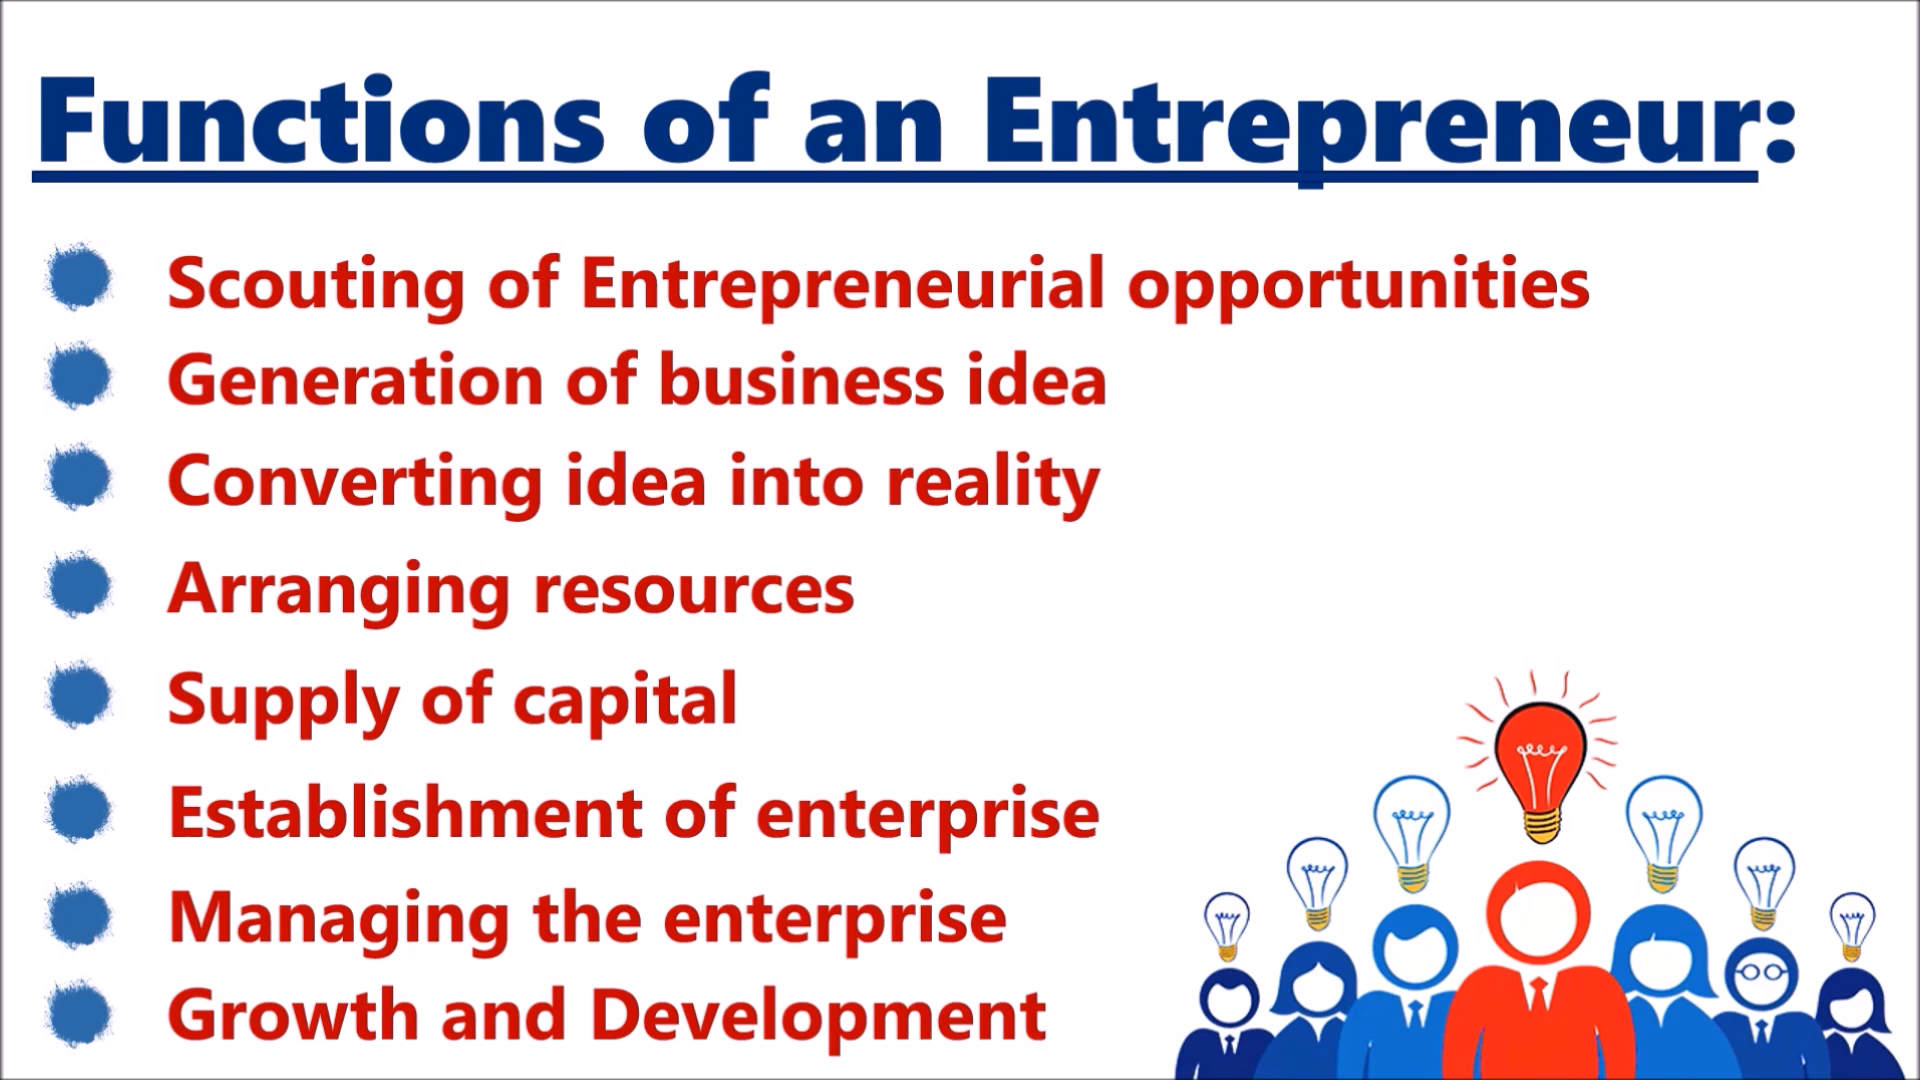 Functions of an Entrepreneur:
Scouting of Entrepreneurial opportunities
Generation of business idea
Converting idea into reality
Arranging resources
Supply of capital
Establishment of enterprise
Managing the enterprise
Growth and Development